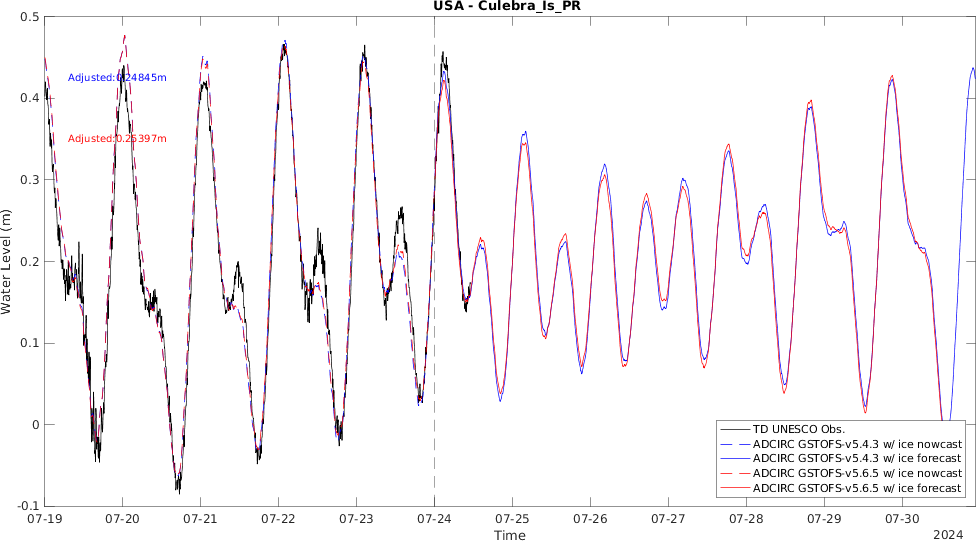 USA - Culebra_Is_PR
0.5
0.4
0.3
0.2
0.1
0
-0.1
Water Level (m)
Adjusted:0.24845m
Adjusted:0.25397m
TD UNESCO Obs.
ADCIRC GSTOFS-v5.4.3 w/ ice nowcast
ADCIRC GSTOFS-v5.4.3 w/ ice forecast
ADCIRC GSTOFS-v5.6.5 w/ ice nowcast
ADCIRC GSTOFS-v5.6.5 w/ ice forecast
07-19 07-20 07-21 07-22 07-23 07-24 07-25 07-26 07-27 07-28 07-29 07-30
Time
2024